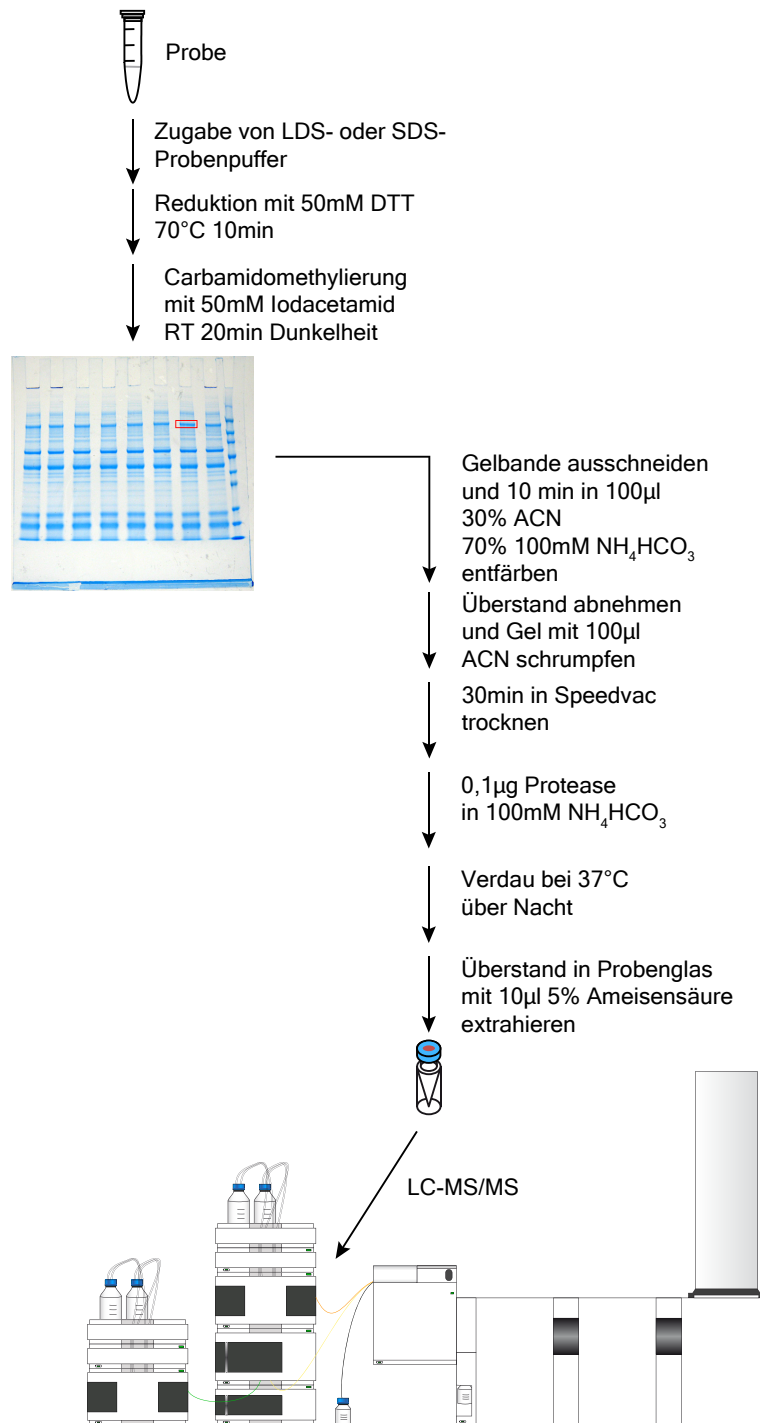 Probe
Zugabe von LDS- oder SDS-
Probenpuffer
Reduktion mit 50mM DTT
70°C 10min
Carbamidomethylierung
mit 50mM Iodacetamid
RT 20min Dunkelheit
Gelbande ausschneiden
und 10 min in 100µl
30% ACN
70% 100mM NH₄HCO₃
entfärben
Überstand abnehmen
und Gel mit 100µl
ACN schrumpfen
30min in Speedvac
trocknen
0,1µg Protease
in 100mM NH₄HCO₃
Verdau bei 37°C
über Nacht
Überstand in Probenglas
mit 10µl 5% Ameisensäure
extrahieren
LC-MS/MS